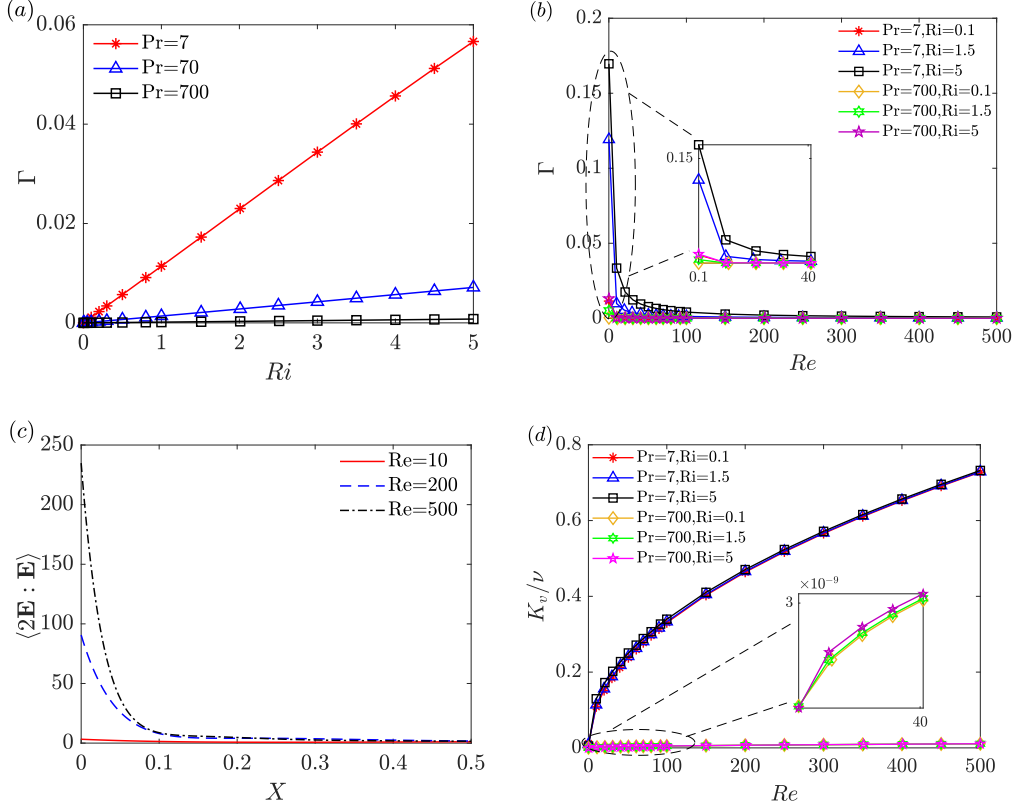 (a)
0.06
0.04
0.02
0
Γ
Pr=7
Pr=70
Pr=700
0 1 2 3 4 5
Ri
(b)
0.2
0.15
0.1
0.05
0
Γ
Pr=7,Ri=0.1
Pr=7,Ri=1.5
Pr=7,Ri=5
Pr=700,Ri=0.1
Pr=700,Ri=1.5
Pr=700,Ri=5
0.15
0.1 40
0 100 200 300 400 500
Re
(c)
250
200
150
100
50
0
⟨2E : E⟩
Re=10
Re=200
Re=500
0 0.1 0.2 0.3 0.4 0.5
X
(d)
0.8
0.6
0.4
0.2
0
K_v/ν
Pr=7,Ri=0.1
Pr=7,Ri=1.5
Pr=7,Ri=5
Pr=700,Ri=0.1
Pr=700,Ri=1.5
Pr=700,Ri=5
×10⁻⁹
3
40
0 100 200 300 400 500
Re